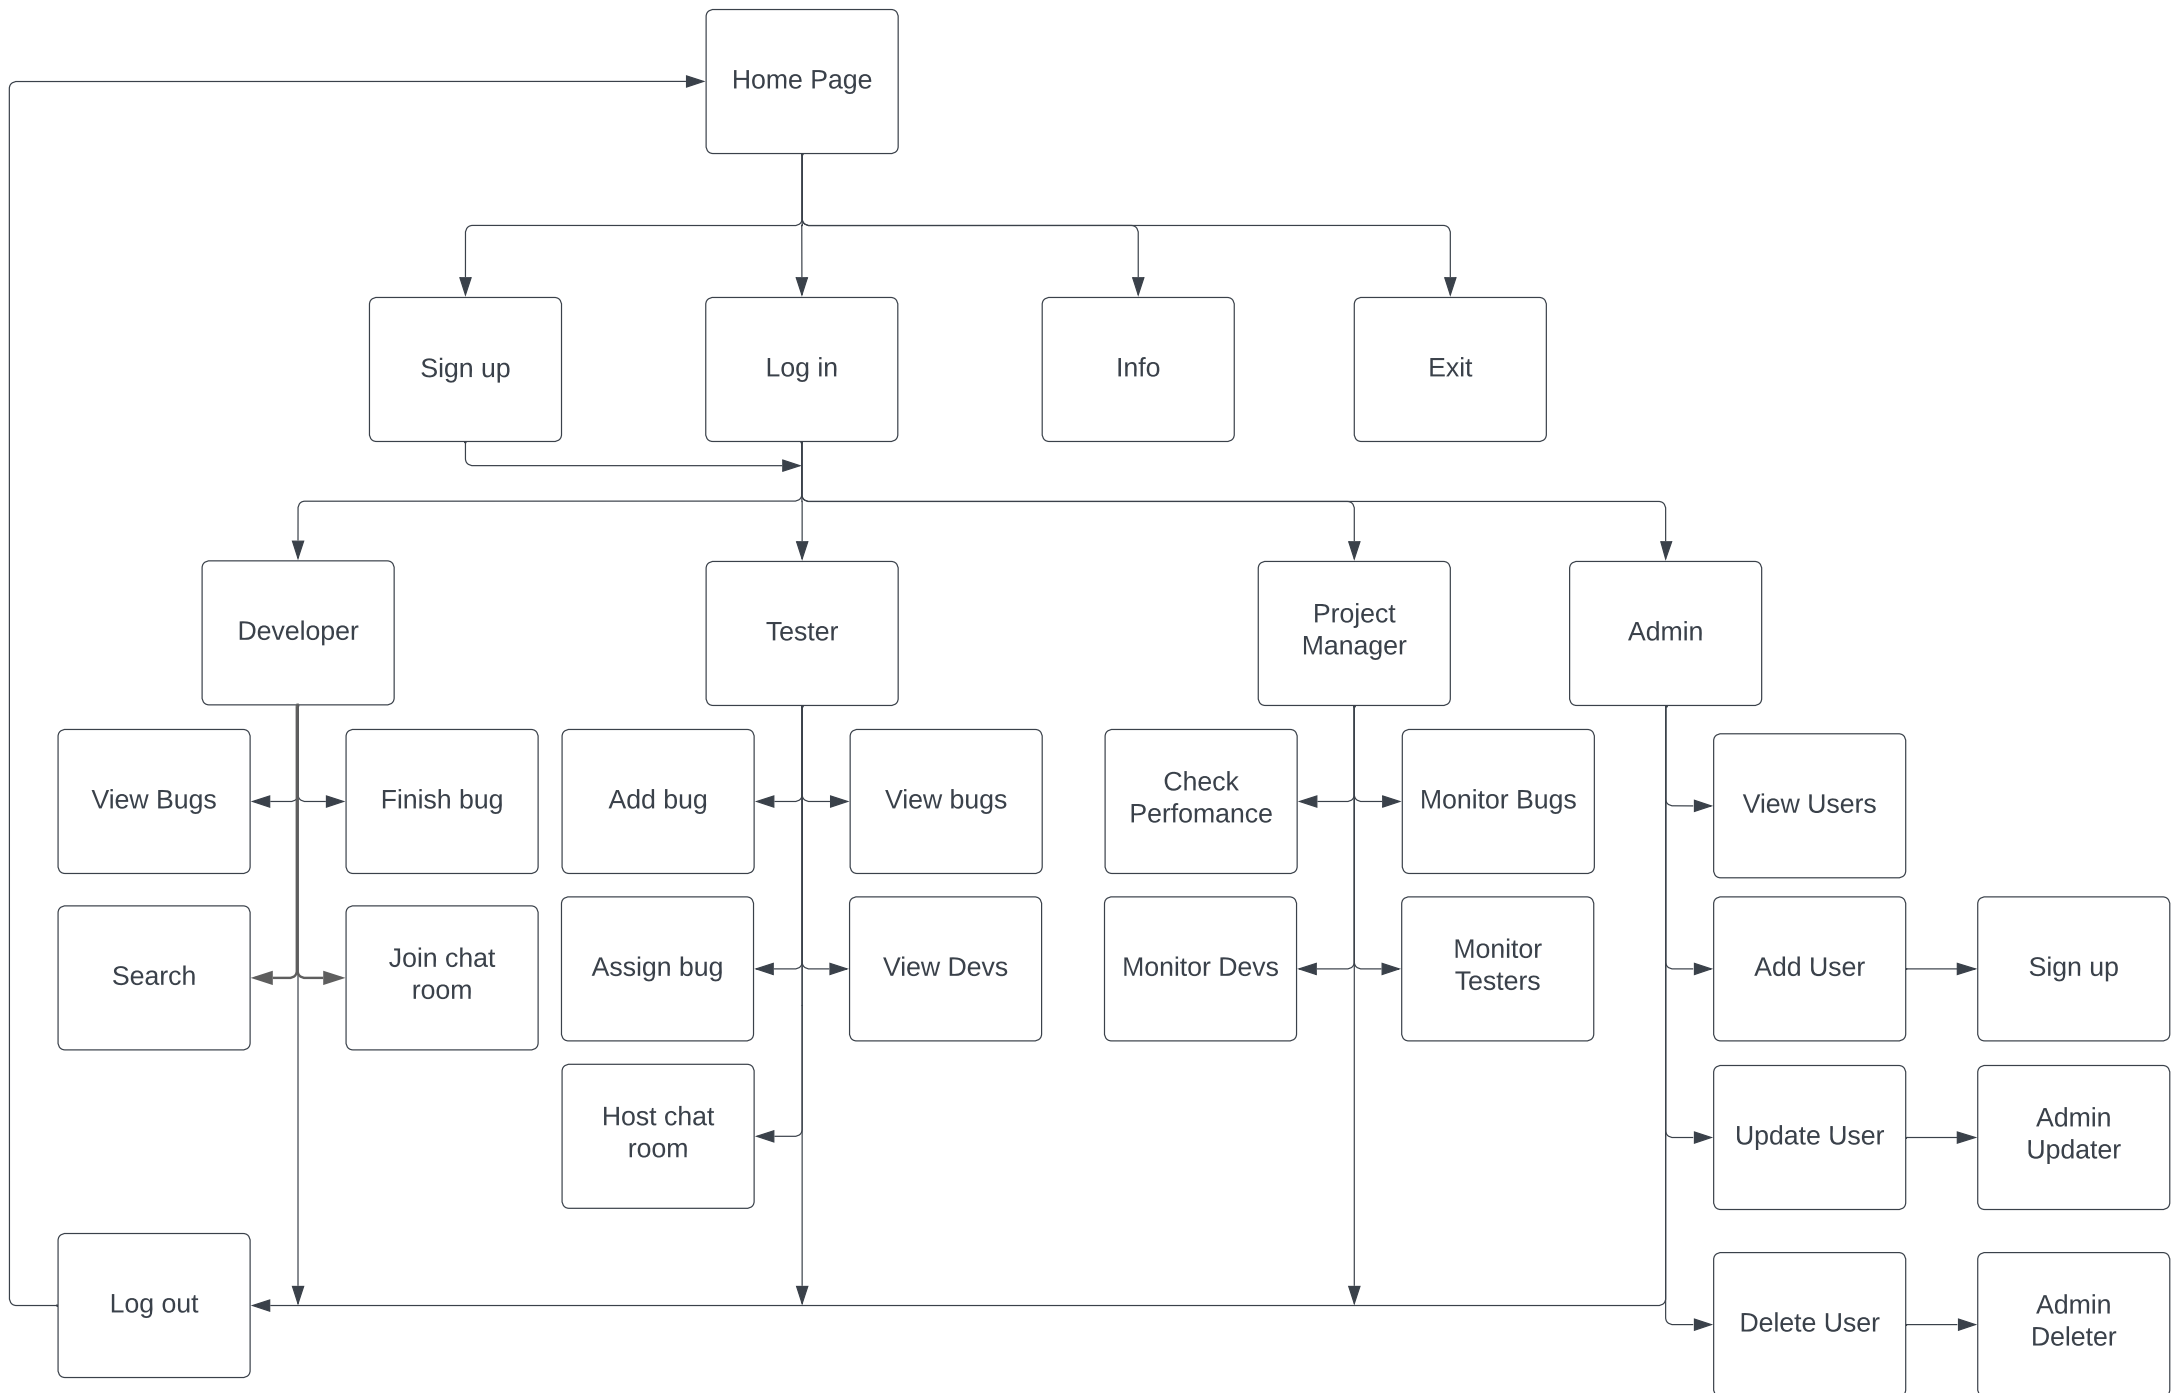 Home Page
Sign up
Log in
Info
Exit
Developer
Tester
Project
Manager
Admin
View Bugs
Finish bug
Add bug
View bugs
Check
Perfomance
Monitor Bugs
View Users
Search
Join chat
room
Assign bug
View Devs
Monitor Devs
Monitor
Testers
Add User
Sign up
Host chat
room
Update User
Admin
Updater
Log out
Delete User
Admin
Deleter